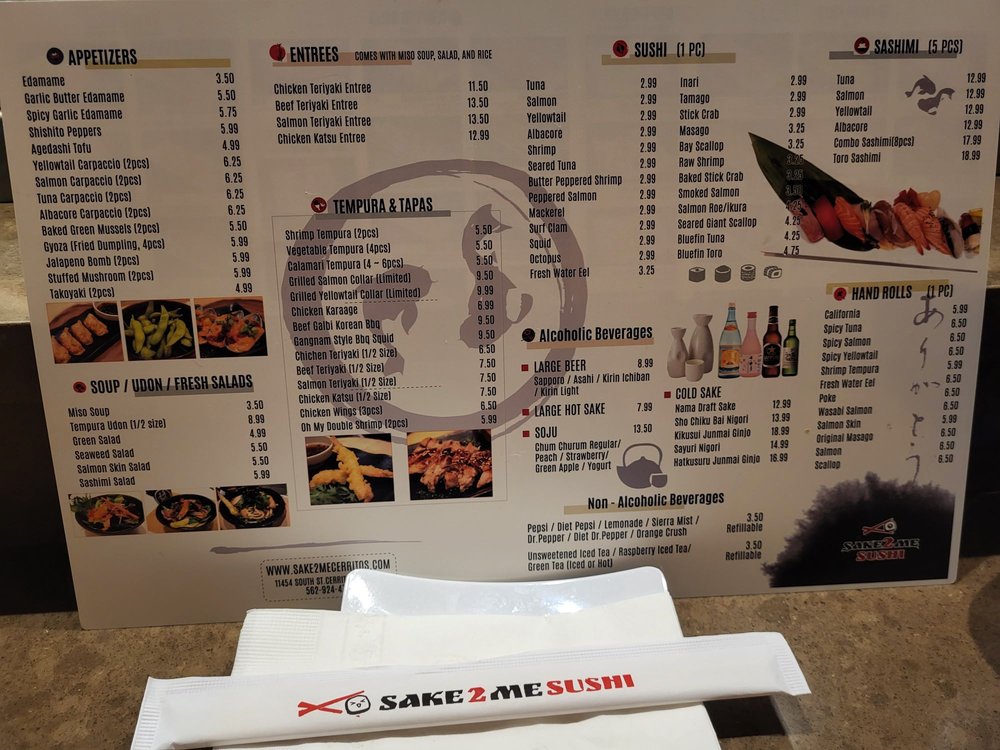 APPETIZERS
Edamame 3.50
Garlic Butter Edamame 5.50
Spicy Garlic Edamame 5.75
Shishito Peppers 5.99
Agedashi Tofu 4.99
Yellowtail Carpaccio (2pcs) 6.25
Salmon Carpaccio (2pcs) 6.25
Tuna Carpaccio (2pcs) 6.25
Albacore Carpaccio (2pcs) 6.25
Baked Green Mussels (2pcs) 5.50
Gyoza (Fried Dumpling, 4pcs) 5.99
Jalapeno Bomb (2pcs) 5.99
Stuffed Mushroom (2pcs) 5.99
Takoyaki (2pcs) 4.99
SOUP / UDON / FRESH SALADS
Miso Soup 3.50
Tempura Udon (1/2 size) 8.99
Green Salad 4.99
Seaweed Salad 5.50
Salmon Skin Salad 5.50
Sashimi Salad 5.99
ENTREES COMES WITH MISO SOUP, SALAD, AND RICE
Chicken Teriyaki Entree 11.50
Beef Teriyaki Entree 13.50
Salmon Teriyaki Entree 13.50
Chicken Katsu Entree 12.99
TEMPURA & TAPAS
Shrimp Tempura (2pcs) 5.50
Vegetable Tempura (4pcs) 5.50
Calamari Tempura (4 ~ 6pcs) 5.50
Grilled Salmon Collar (Limited) 9.50
Grilled Yellowtail Collar (Limited) 9.99
Chicken Karaage 6.99
Beef Galbi Korean Bbq 9.50
Gangnam Style Bbq Squid 9.50
Chichen Teriyaki (1/2 Size) 6.50
Beef Teriyaki (1/2 Size) 7.50
Salmon Teriyaki (1/2 Size) 7.50
Chicken Katsu (1/2 Size) 7.50
Chicken Wings (3pcs) 6.50
Oh My Double Shrimp (2pcs) 5.99
WWW.SAKE2MECERRITOS.COM
11454 SOUTH ST.CERRITOS
562-924-4
SUSHI (1 PC)
Tuna 2.99
Salmon 2.99
Yellowtail 2.99
Albacore 2.99
Shrimp 2.99
Seared Tuna 2.99
Butter Peppered Shrimp 2.99
Peppered Salmon 2.99
Mackerel 2.99
Surf Clam 2.99
Squid 2.99
Octopus 2.99
Fresh Water Eel 3.25
Inari 2.99
Tamago 2.99
Stick Crab 2.99
Masago 3.25
Bay Scallop 3.25
Raw Shrimp 3.25
Baked Stick Crab 3.25
Smoked Salmon 3.50
Salmon Roe/ikura 4.25
Seared Giant Scallop 4.25
Bluefin Tuna 4.25
Bluefin Toro 4.75
SASHIMI (5 PCS)
Tuna 12.99
Salmon 12.99
Yellowtail 12.99
Albacore 12.99
Combo Sashimi(8pcs) 17.99
Toro Sashimi 18.99
Alcoholic Beverages
LARGE BEER 8.99
Sapporo / Asahi / Kirin Ichiban
/ Kirin Light
LARGE HOT SAKE 7.99
SOJU 13.50
Chum Churum Regular/
Peach / Strawberry/
Green Apple / Yogurt
COLD SAKE
Nama Draft Sake 12.99
Sho Chiku Bai Nigori 13.99
Kikusui Junmai Ginjo 18.99
Sayuri Nigori 14.99
Hatkusuru Junmai Ginjo 16.99
Non - Alcoholic Beverages
Pepsi / Diet Pepsi / Lemonade / Sierra Mist / 3.50
Dr.Pepper / Diet Dr.Pepper / Orange Crush Refillable
Unsweetened Iced Tea / Raspberry Iced Tea/ 3.50
Green Tea (Iced or Hot) Refillable
HAND ROLLS (1 PC)
California 5.99
Spicy Tuna 6.50
Spicy Salmon 6.50
Spicy Yellowtail 6.50
Shrimp Tempura 5.99
Fresh Water Eel 6.50
Poke 6.50
Wasabi Salmon 6.50
Salmon Skin 5.99
Original Masago 6.50
Salmon 6.50
Scallop 6.50
ありがとう
SAKE2ME
SUSHI
SAKE2ME SUSHI